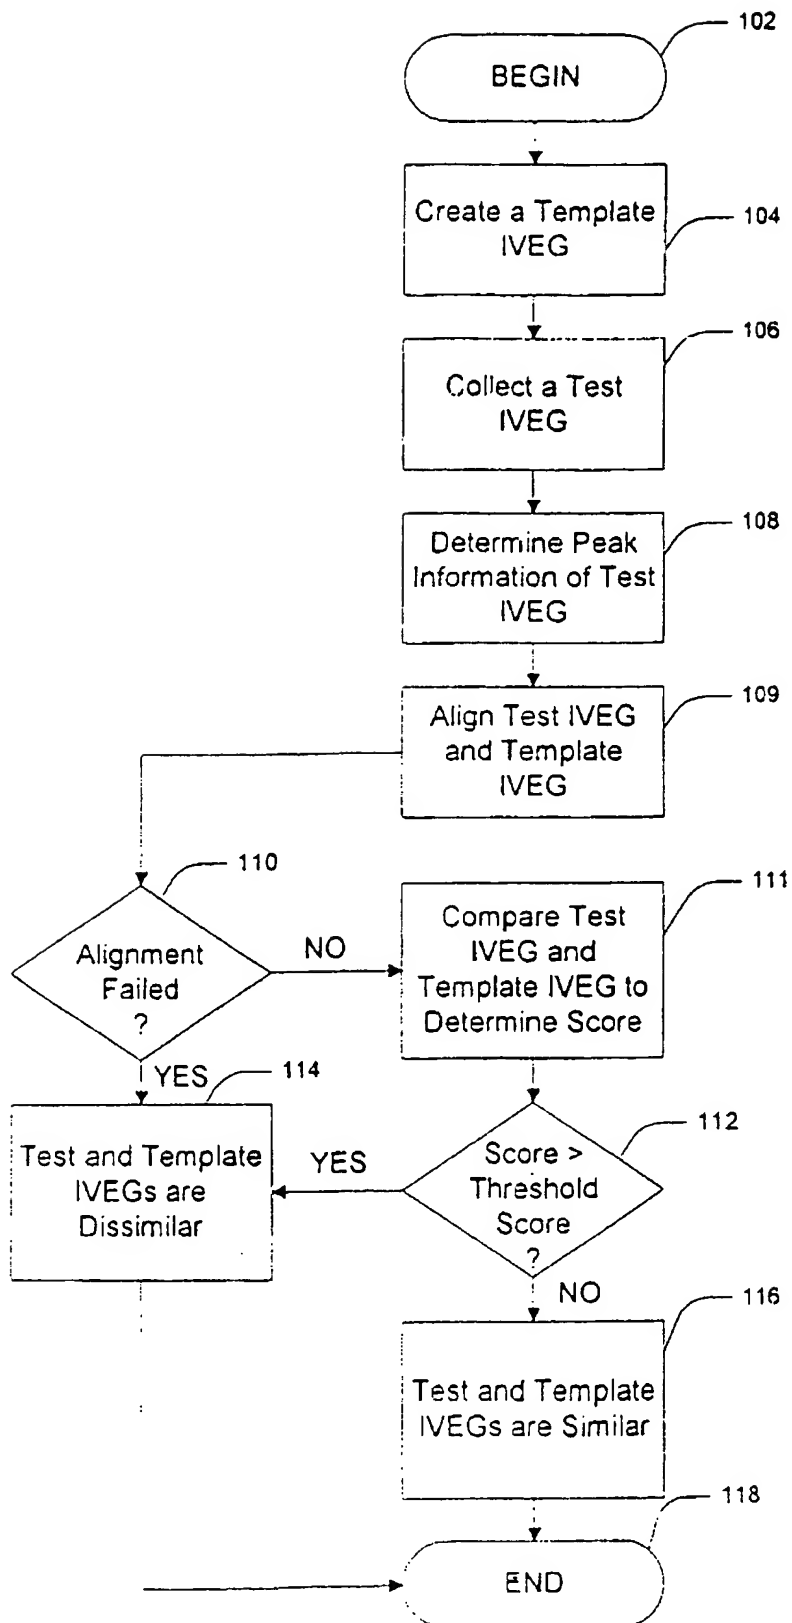 102
BEGIN
Create a Template
IVEG
104
106
Collect a Test
IVEG
108
Determine Peak
Information of Test
IVEG
109
Align Test IVEG
and Template
IVEG
110
Alignment
Failed
?
NO
111
Compare Test
IVEG and
Template IVEG to
Determine Score
YES
114
Test and Template
IVEGs are
Dissimilar
YES
112
Score >
Threshold
Score
?
NO
116
Test and Template
IVEGs are Similar
118
END